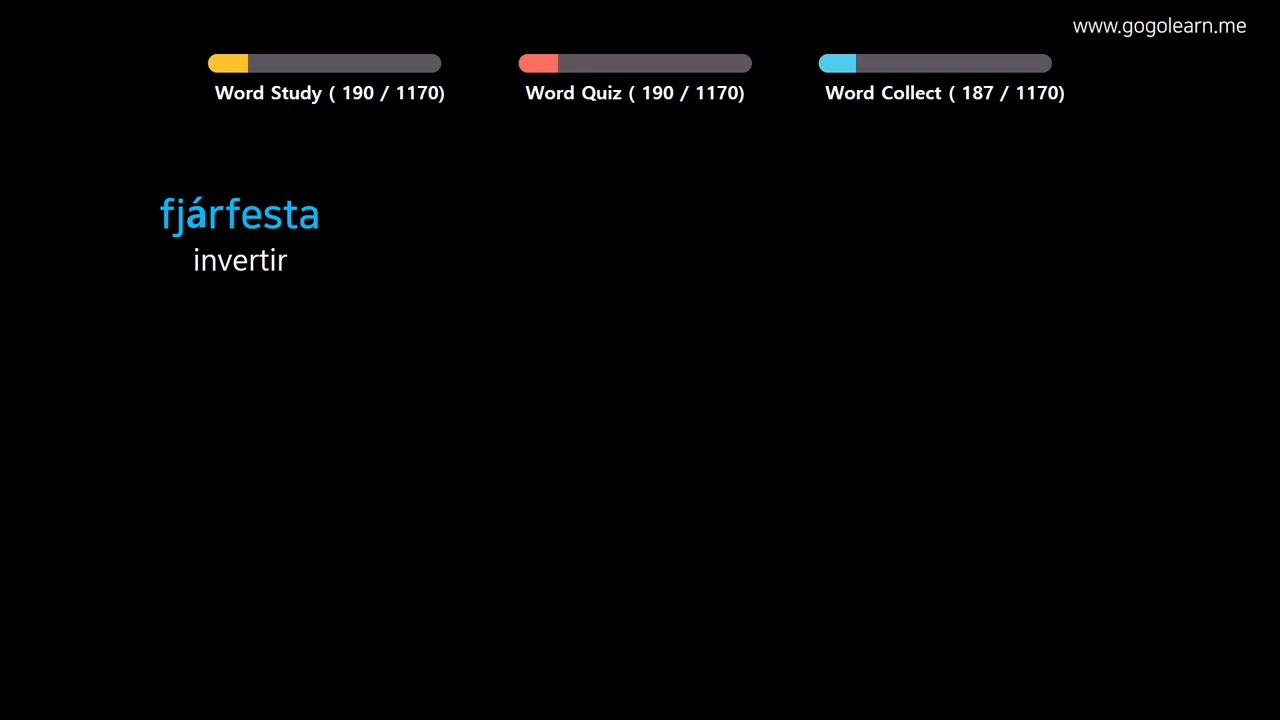 www.gogolearn.me
Word Study ( 190 / 1170)
Word Quiz ( 190 / 1170)
Word Collect ( 187 / 1170)
fjárfesta
invertir